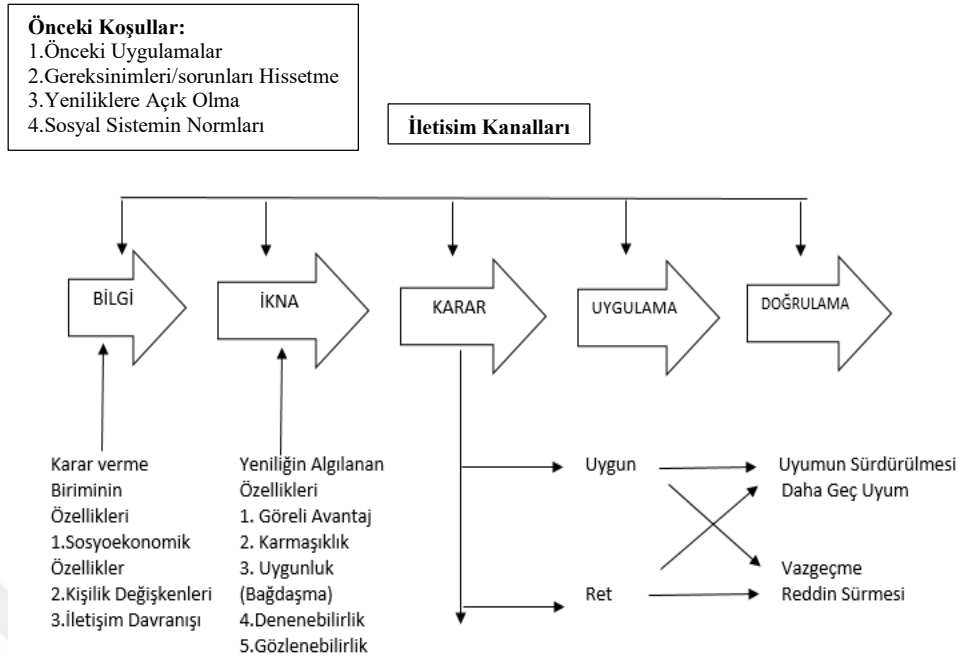 Önceki Koşullar:
1.Önceki Uygulamalar
2.Gereksinimleri/sorunları Hissetme
3.Yeniliklere Açık Olma
4.Sosyal Sistemin Normları
İletisim Kanalları
BİLGİ
İKNA
KARAR
UYGULAMA
DOĞRULAMA
Karar verme
Biriminin
Özellikleri
1.Sosyoekonomik
Özellikler
2.Kişilik Değişkenleri
3.İletişim Davranışı
Yeniliğin Algılanan
Özellikleri
1. Göreli Avantaj
2. Karmaşıklık
3. Uygunluk
(Bağdaşma)
4.Denenebilirlik
5.Gözlenebilirlik
Uygun
Ret
Uyumun Sürdürülmesi
Daha Geç Uyum
Vazgeçme
Reddin Sürmesi